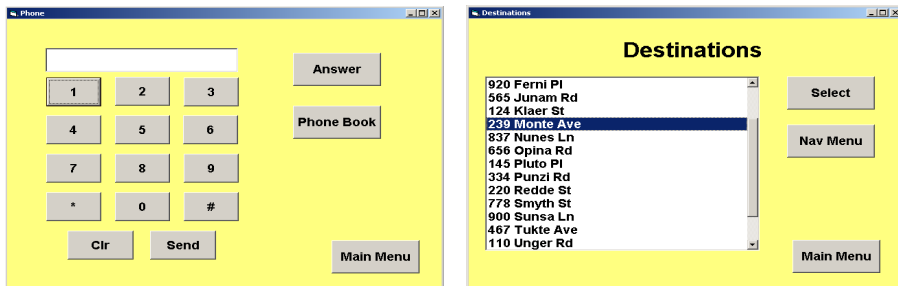 Phone
Answer
1 2 3
Phone Book
4 5 6
7 8 9
* 0 #
Clr Send
Main Menu
Destinations
Destinations
920 Ferni Pl
565 Junam Rd
124 Klaer St
239 Monte Ave
837 Nunes Ln
656 Opina Rd
145 Pluto Pl
334 Punzi Rd
220 Redde St
778 Smyth St
900 Sunsa Ln
467 Tukte Ave
110 Unger Rd
Select
Nav Menu
Main Menu